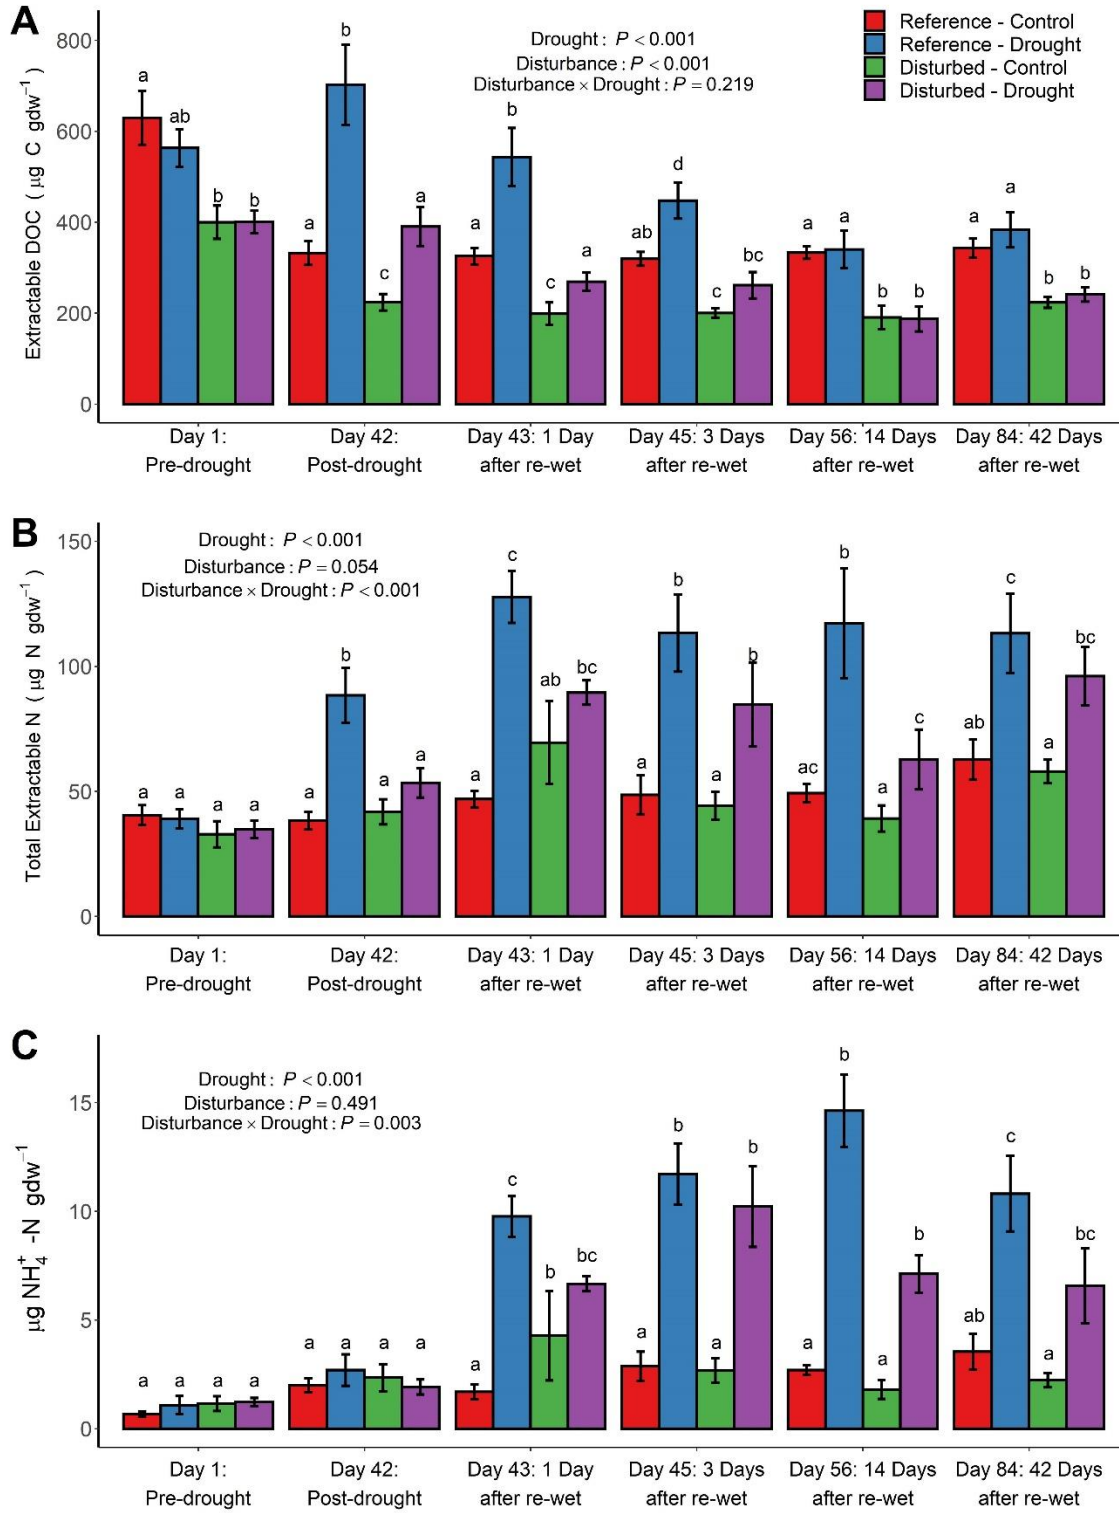 A
Extractable DOC ( µg C gdw⁻¹ )
800
600
400
200
0
Drought : P < 0.001
Disturbance : P < 0.001
Disturbance × Drought : P = 0.219
Reference - Control
Reference - Drought
Disturbed - Control
Disturbed - Drought
a ab b b
a b c a
a b c a
ab d c bc
a a b b
a a b b
Day 1: Day 42: Day 43: 1 Day Day 45: 3 Days Day 56: 14 Days Day 84: 42 Days
Pre-drought Post-drought after re-wet after re-wet after re-wet after re-wet
B
Total Extractable N ( µg N gdw⁻¹ )
150
100
50
0
Drought : P < 0.001
Disturbance : P = 0.054
Disturbance × Drought : P < 0.001
a a a a
a b a a
a c ab bc
a b a b
ac b a c
ab c a bc
Day 1: Day 42: Day 43: 1 Day Day 45: 3 Days Day 56: 14 Days Day 84: 42 Days
Pre-drought Post-drought after re-wet after re-wet after re-wet after re-wet
C
µg NH₄⁺ -N gdw⁻¹
15
10
5
0
Drought : P < 0.001
Disturbance : P = 0.491
Disturbance × Drought : P = 0.003
a a a a
a a a a
a c b bc
a b a b
a b a b
ab c a bc
Day 1: Day 42: Day 43: 1 Day Day 45: 3 Days Day 56: 14 Days Day 84: 42 Days
Pre-drought Post-drought after re-wet after re-wet after re-wet after re-wet